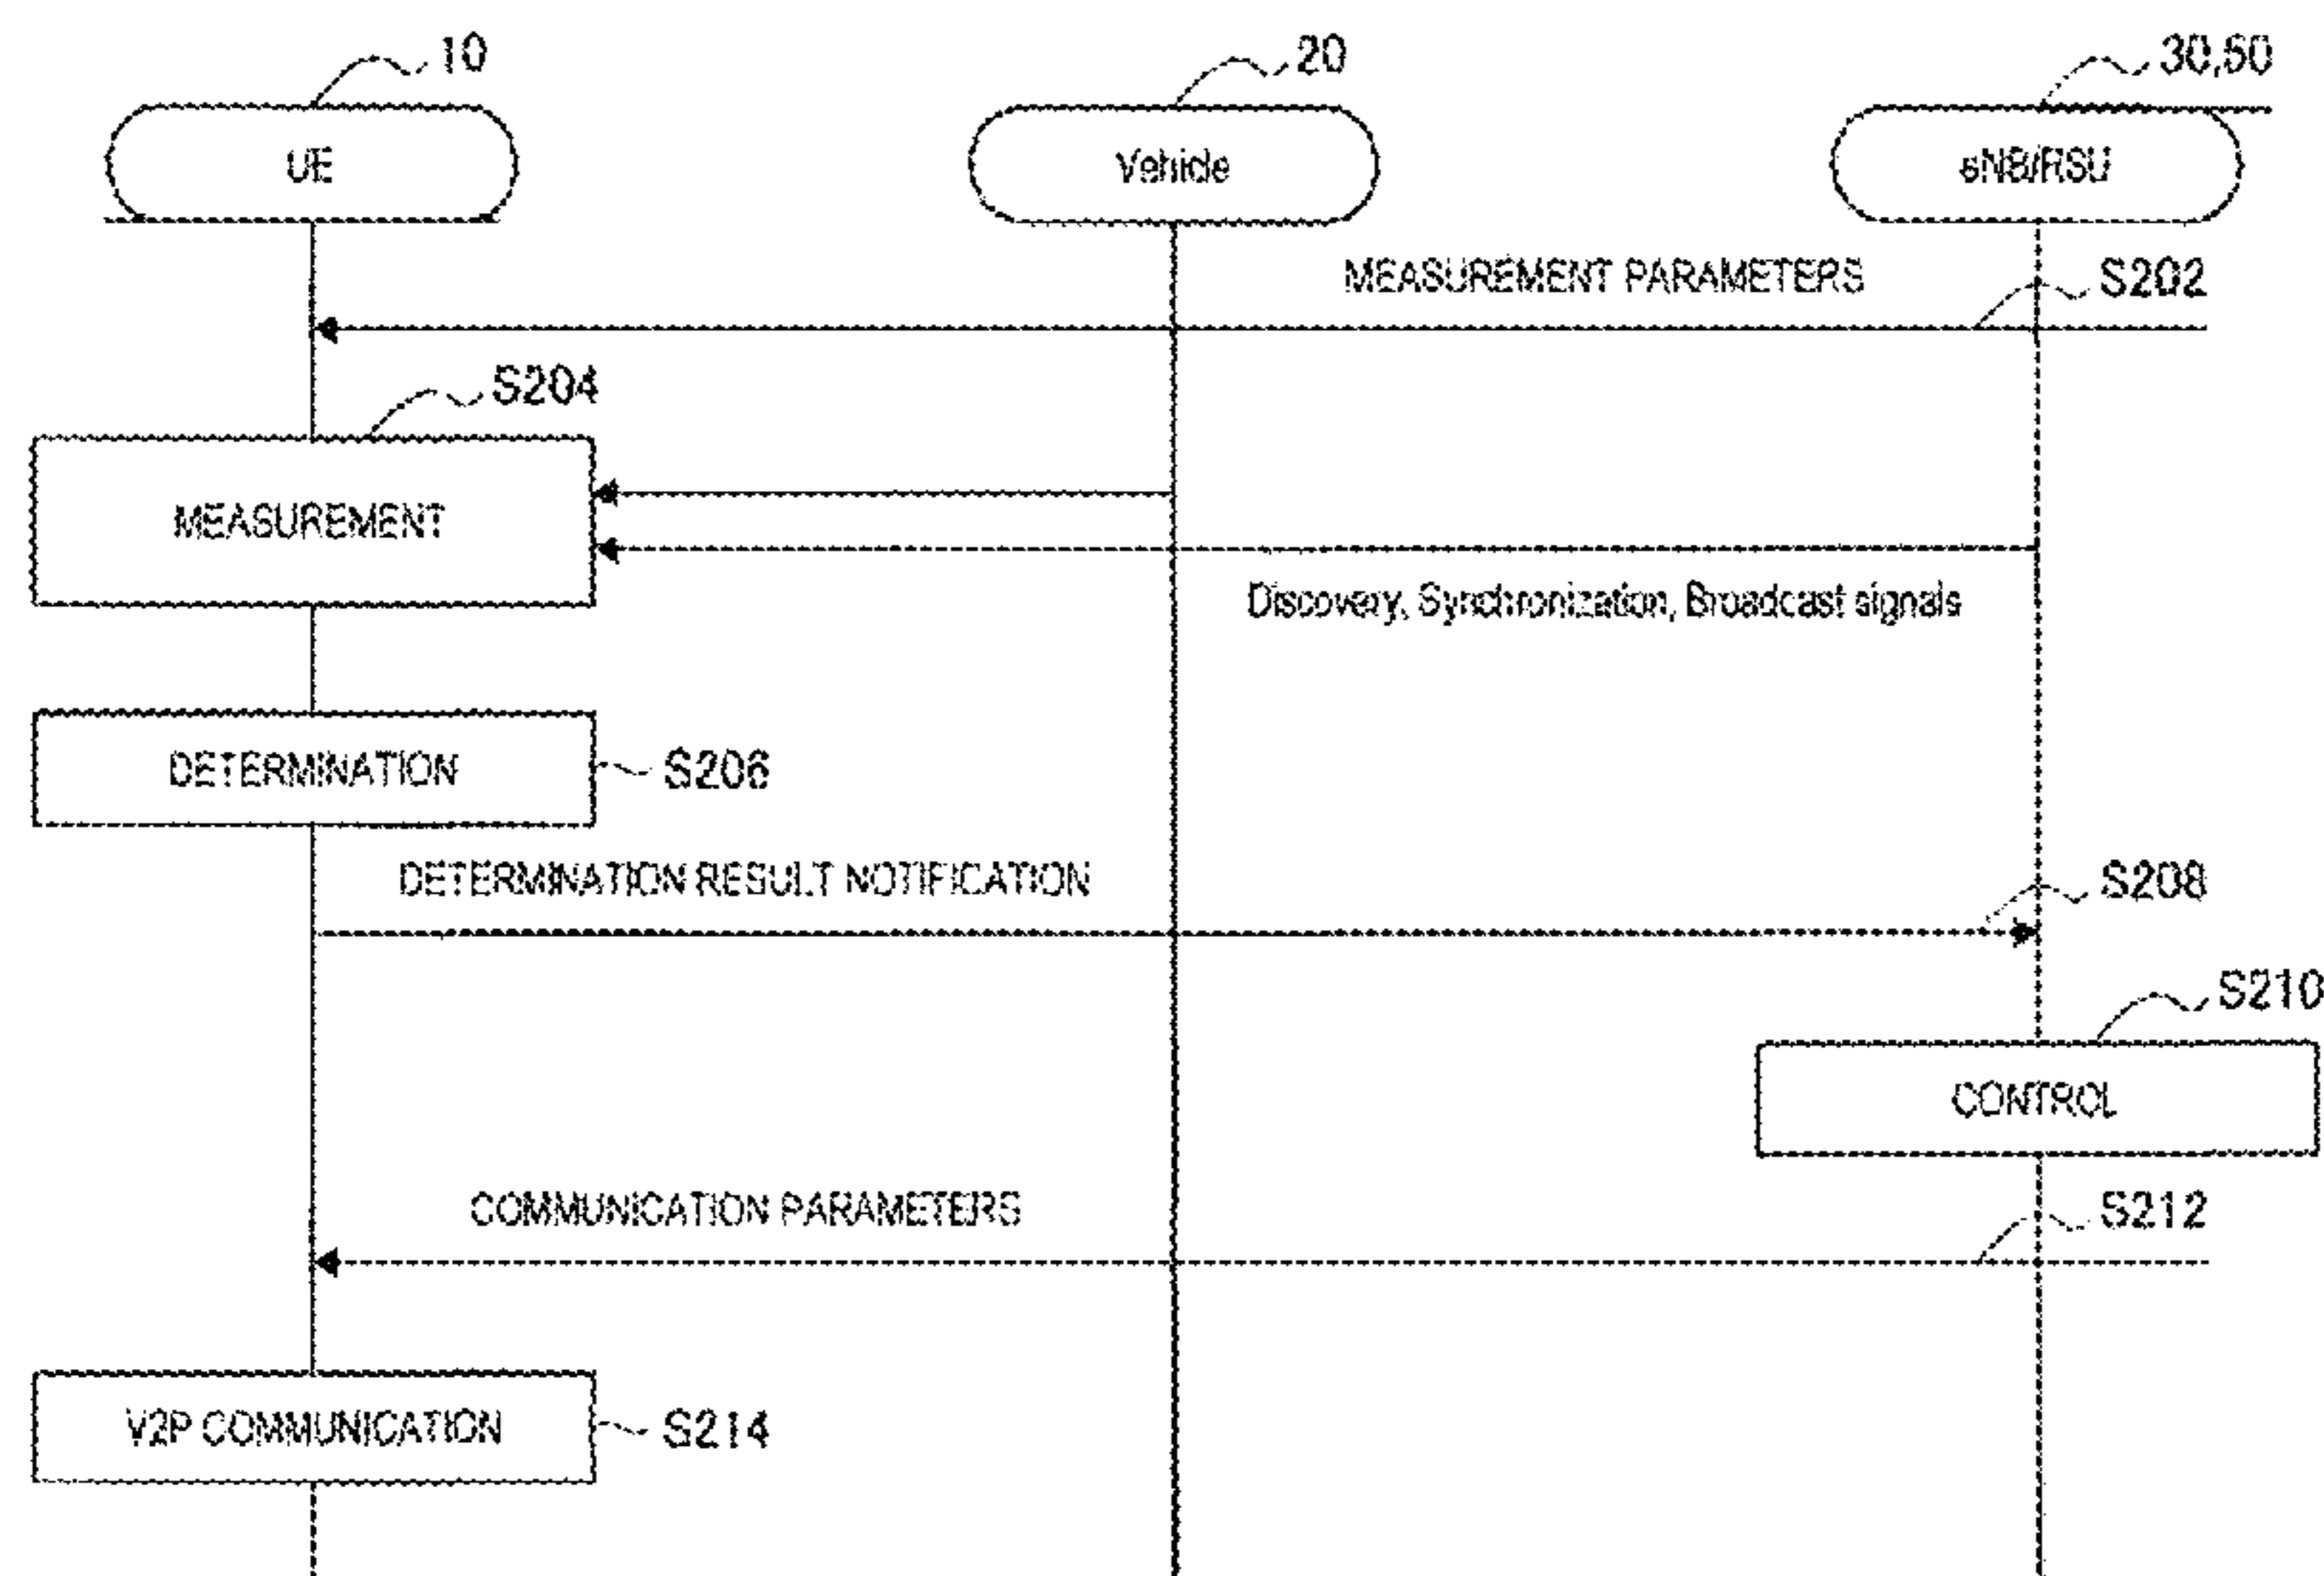 10
20
30,60
UE
Vehicle
eNB/RSU
MEASUREMENT PARAMETERS
S202
S204
MEASUREMENT
Discovery, Synchronization, Broadcast signals
DETERMINATION
S206
DETERMINATION RESULT NOTIFICATION
S208
S210
CONTROL
COMMUNICATION PARAMETERS
S212
V2P COMMUNICATION
S214